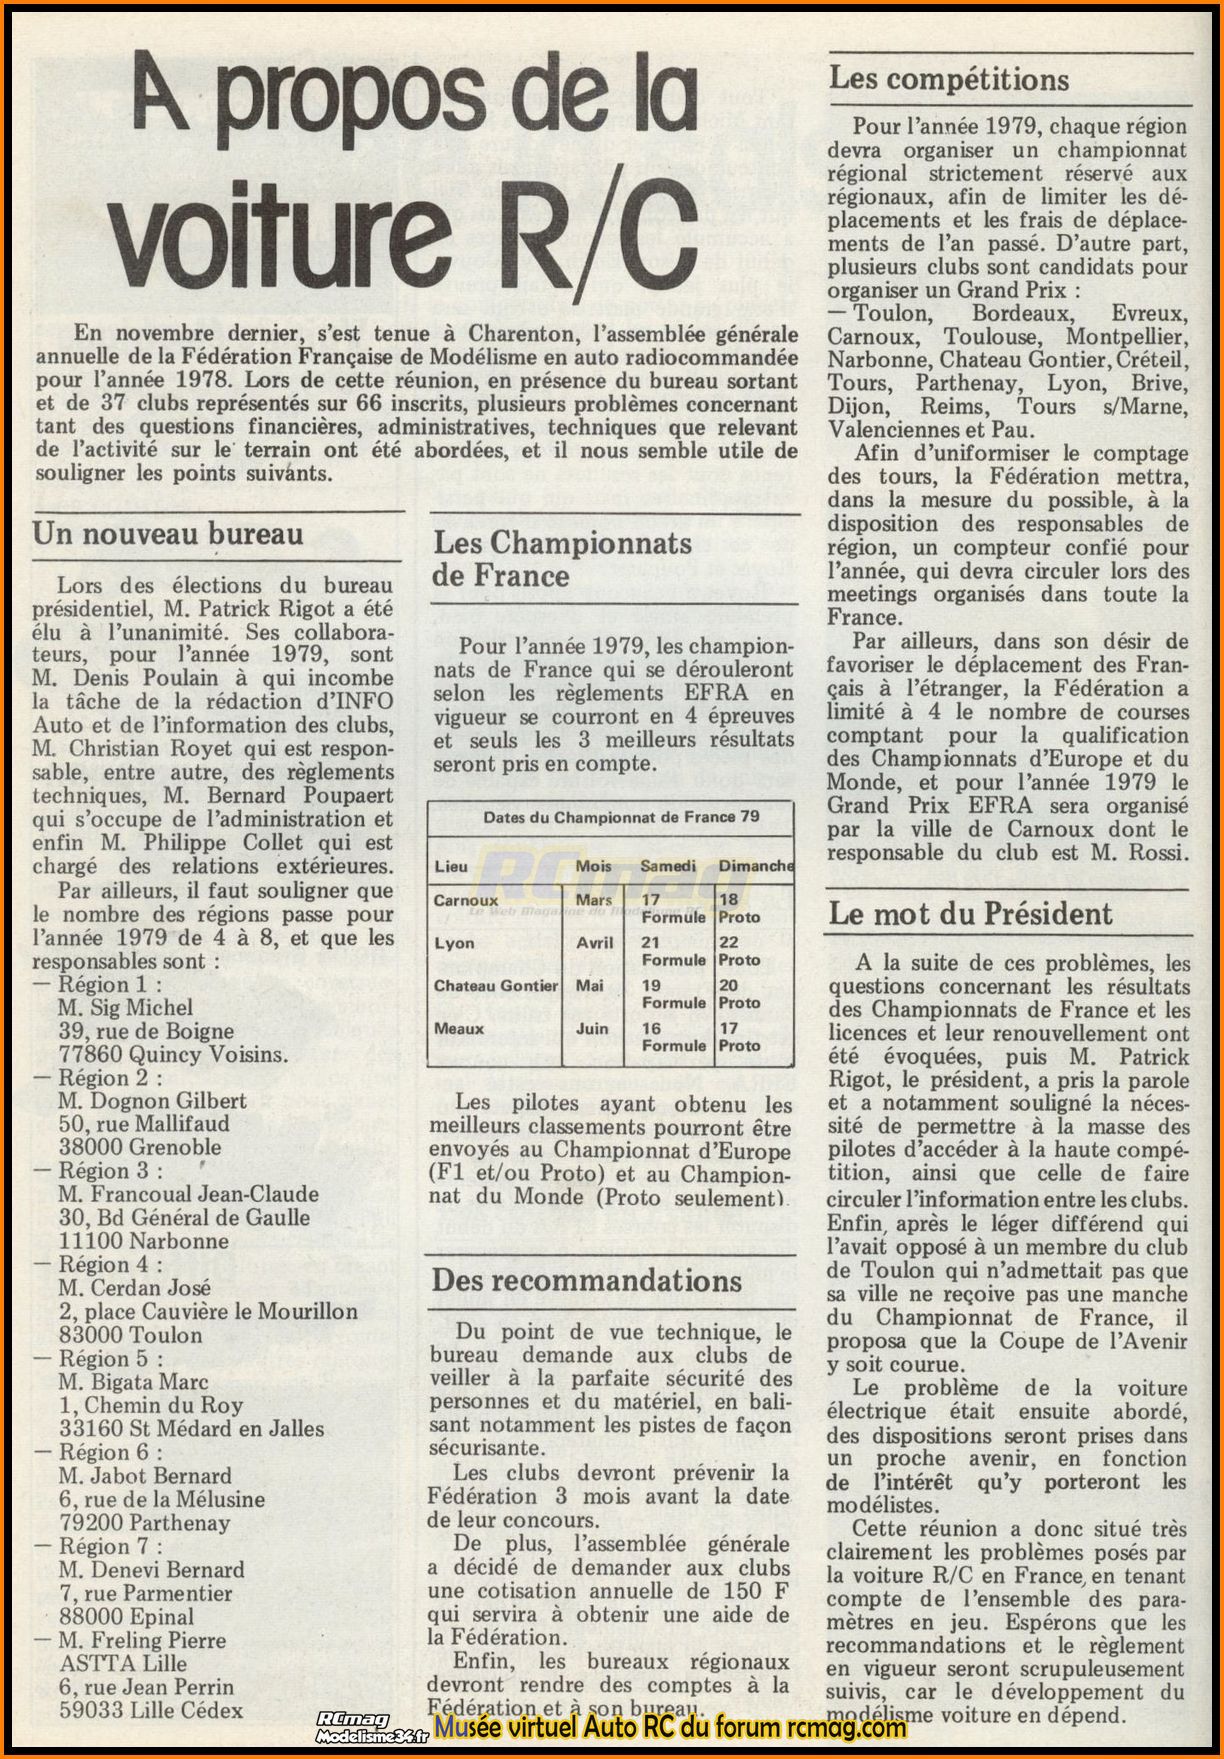 A propos de la
voiture R/C
En novembre dernier, s'est tenue à Charenton, l'assemblée générale
annuelle de la Fédération Française de Modélisme en auto radiocommandée
pour l'année 1978. Lors de cette réunion, en présence du bureau sortant
et de 37 clubs représentés sur 66 inscrits, plusieurs problèmes concernant
tant des questions financières, administratives, techniques que relevant
de l'activité sur le terrain ont été abordées, et il nous semble utile de
souligner les points suivants.
Un nouveau bureau
Lors des élections du bureau
présidentiel, M. Patrick Rigot a été
élu à l'unanimité. Ses collabora-
teurs, pour l'année 1979, sont
M. Denis Poulain à qui incombe
la tâche de la rédaction d'INFO
Auto et de l'information des clubs,
M. Christian Royet qui est respon-
sable, entre autre, des règlements
techniques, M. Bernard Poupaert
qui s'occupe de l'administration et
enfin M. Philippe Collet qui est
chargé des relations extérieures.
Par ailleurs, il faut souligner que
le nombre des régions passe pour
l'année 1979 de 4 à 8, et que les
responsables sont :
— Région 1 :
M. Sig Michel
39, rue de Boigne
77860 Quincy Voisins.
— Région 2 :
M. Dognon Gilbert
50, rue Mallifaud
38000 Grenoble
— Région 3 :
M. Francoual Jean-Claude
30, Bd Général de Gaulle
11100 Narbonne
— Région 4 :
M. Cerdan José
2, place Cauvière le Mourillon
83000 Toulon
— Région 5 :
M. Bigata Marc
1, Chemin du Roy
33160 St Médard en Jalles
— Région 6 :
M. Jabot Bernard
6, rue de la Mélusine
79200 Parthenay
— Région 7 :
M. Denevi Bernard
7, rue Parmentier
88000 Epinal
— M. Freling Pierre
ASTTA Lille
6, rue Jean Perrin
59033 Lille Cédex
Les Championnats
de France
Pour l'année 1979, les champion-
nats de France qui se dérouleront
selon les règlements EFRA en
vigueur se courront en 4 épreuves
et seuls les 3 meilleurs résultats
seront pris en compte.
Dates du Championnat de France 79
Lieu Mois Samedi Dimanche
Carnoux Mars 17 18
Formule Proto
Lyon Avril 21 22
Formule Proto
Chateau Gontier Mai 19 20
Formule Proto
Meaux Juin 16 17
Formule Proto
RCmag
Le Web Magazine du Modélisme RC
Les pilotes ayant obtenu les
meilleurs classements pourront être
envoyés au Championnat d'Europe
(F1 et/ou Proto) et au Champion-
nat du Monde (Proto seulement).
Des recommandations
Du point de vue technique, le
bureau demande aux clubs de
veiller à la parfaite sécurité des
personnes et du matériel, en bali-
sant notamment les pistes de façon
sécurisante.
Les clubs devront prévenir la
Fédération 3 mois avant la date
de leur concours.
De plus, l'assemblée générale
a décidé de demander aux clubs
une cotisation annuelle de 150 F
qui servira à obtenir une aide de
la Fédération.
Enfin, les bureaux régionaux
devront rendre des comptes à la
Fédération et à son bureau.
Les compétitions
Pour l'année 1979, chaque région
devra organiser un championnat
régional strictement réservé aux
régionaux, afin de limiter les dé-
placements et les frais de déplace-
ments de l'an passé. D'autre part,
plusieurs clubs sont candidats pour
organiser un Grand Prix :
— Toulon, Bordeaux, Evreux,
Carnoux, Toulouse, Montpellier,
Narbonne, Chateau Gontier, Créteil,
Tours, Parthenay, Lyon, Brive,
Dijon, Reims, Tours s/Marne,
Valenciennes et Pau.
Afin d'uniformiser le comptage
des tours, la Fédération mettra,
dans la mesure du possible, à la
disposition des responsables de
région, un compteur confié pour
l'année, qui devra circuler lors des
meetings organisés dans toute la
France.
Par ailleurs, dans son désir de
favoriser le déplacement des Fran-
çais à l'étranger, la Fédération a
limité à 4 le nombre de courses
comptant pour la qualification
des Championnats d'Europe et du
Monde, et pour l'année 1979 le
Grand Prix EFRA sera organisé
par la ville de Carnoux dont le
responsable du club est M. Rossi.
Le mot du Président
A la suite de ces problèmes, les
questions concernant les résultats
des Championnats de France et les
licences et leur renouvellement ont
été évoquées, puis M. Patrick
Rigot, le président, a pris la parole
et a notamment souligné la néces-
sité de permettre à la masse des
pilotes d'accéder à la haute compé-
tition, ainsi que celle de faire
circuler l'information entre les clubs.
Enfin, après le léger différend qui
l'avait opposé à un membre du club
de Toulon qui n'admettait pas que
sa ville ne reçoive pas une manche
du Championnat de France, il
proposa que la Coupe de l'Avenir
y soit courue.
Le problème de la voiture
électrique était ensuite abordé,
des dispositions seront prises dans
un proche avenir, en fonction
de l'intérêt qu'y porteront les
modélistes.
Cette réunion a donc situé très
clairement les problèmes posés par
la voiture R/C en France, en tenant
compte de l'ensemble des para-
mètres en jeu. Espérons que les
recommandations et le règlement
en vigueur seront scrupuleusement
suivis, car le développement du
modélisme voiture en dépend.
RCmag
Modelisme34.fr
Musée virtuel Auto RC du forum rcmag.com